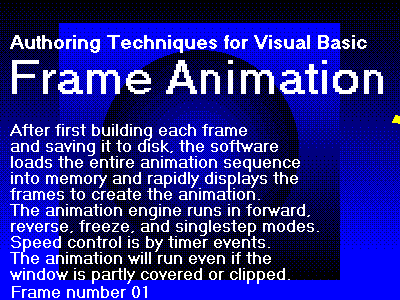 Authoring Techniques for Visual Basic
Frame Animation
After first building each frame
and saving it to disk, the software
loads the entire animation sequence
into memory and rapidly displays the
frames to create the animation.
The animation engine runs in forward,
reverse, freeze, and singlestep modes.
Speed control is by timer events.
The animation will run even if the
window is partly covered or clipped.
Frame number 01